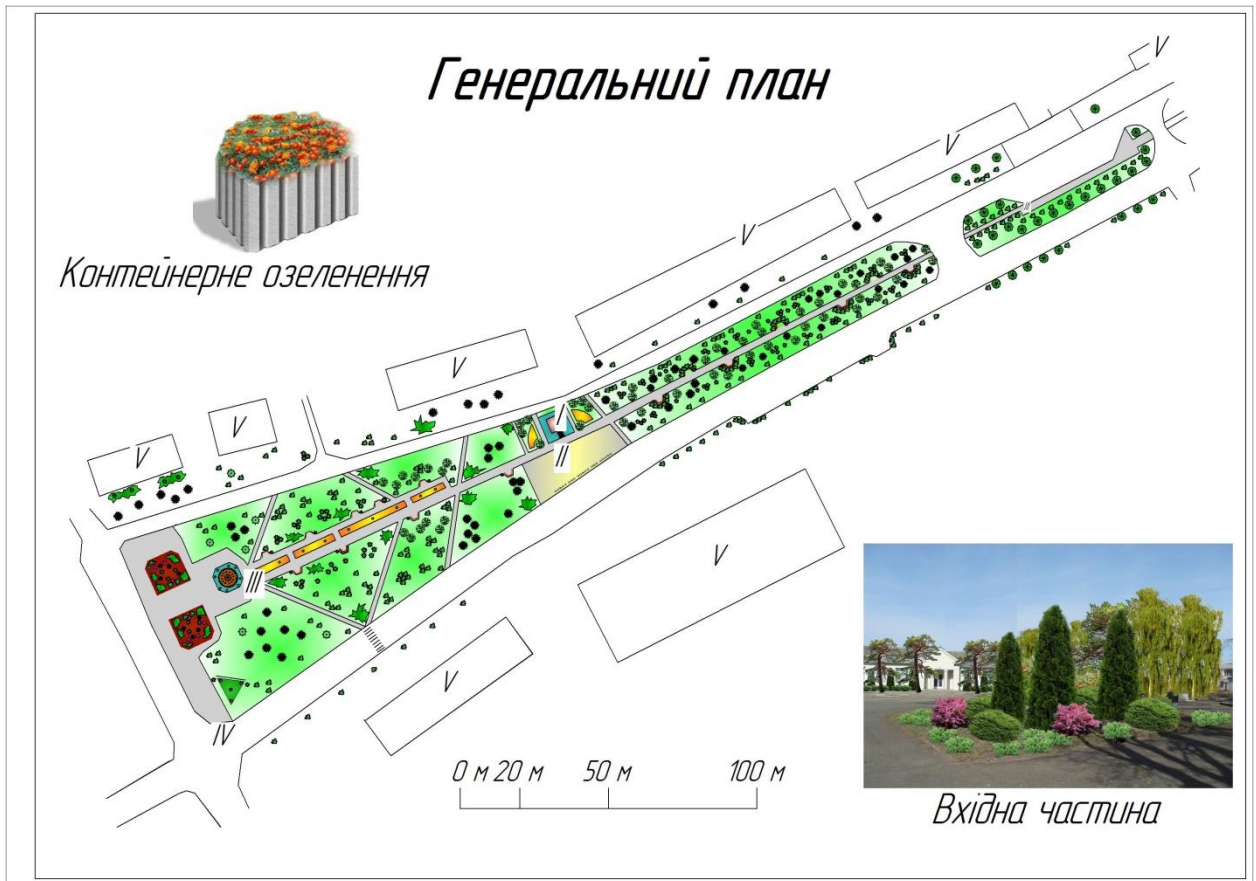 Генеральний план
V
V
Контейнерне озеленення
V
V
I
V
V
II
V
III
V
IV
0 м 20 м 50 м 100 м
Вхідна частина